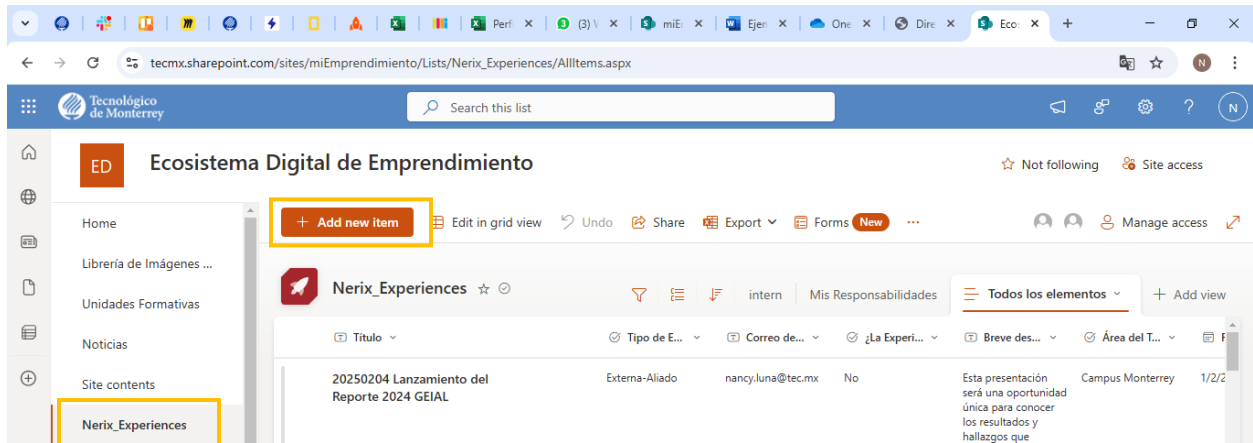 Perfi
(3) V
miE
Ejen
One
Dire
Eco
tecmx.sharepoint.com/sites/miEmprendimiento/Lists/Nerix_Experiences/AllItems.aspx
N
Tecnológico
de Monterrey
Search this list
?
N
ED
Ecosistema Digital de Emprendimiento
Not following
Site access
Home
Librería de Imágenes ...
Unidades Formativas
Noticias
Site contents
Nerix_Experiences
+ Add new item
Edit in grid view
Undo
Share
Export
Forms New
...
Manage access
Nerix_Experiences
intern
Mis Responsabilidades
Todos los elementos
+ Add view
Título
Tipo de E...
Correo de...
¿La Experi...
Breve des...
Área del T...
20250204 Lanzamiento del
Reporte 2024 GEIAL
Externa-Aliado
nancy.luna@tec.mx
No
Esta presentación
será una oportunidad
única para conocer
los resultados y
hallazgos que
Campus Monterrey
1/2/2